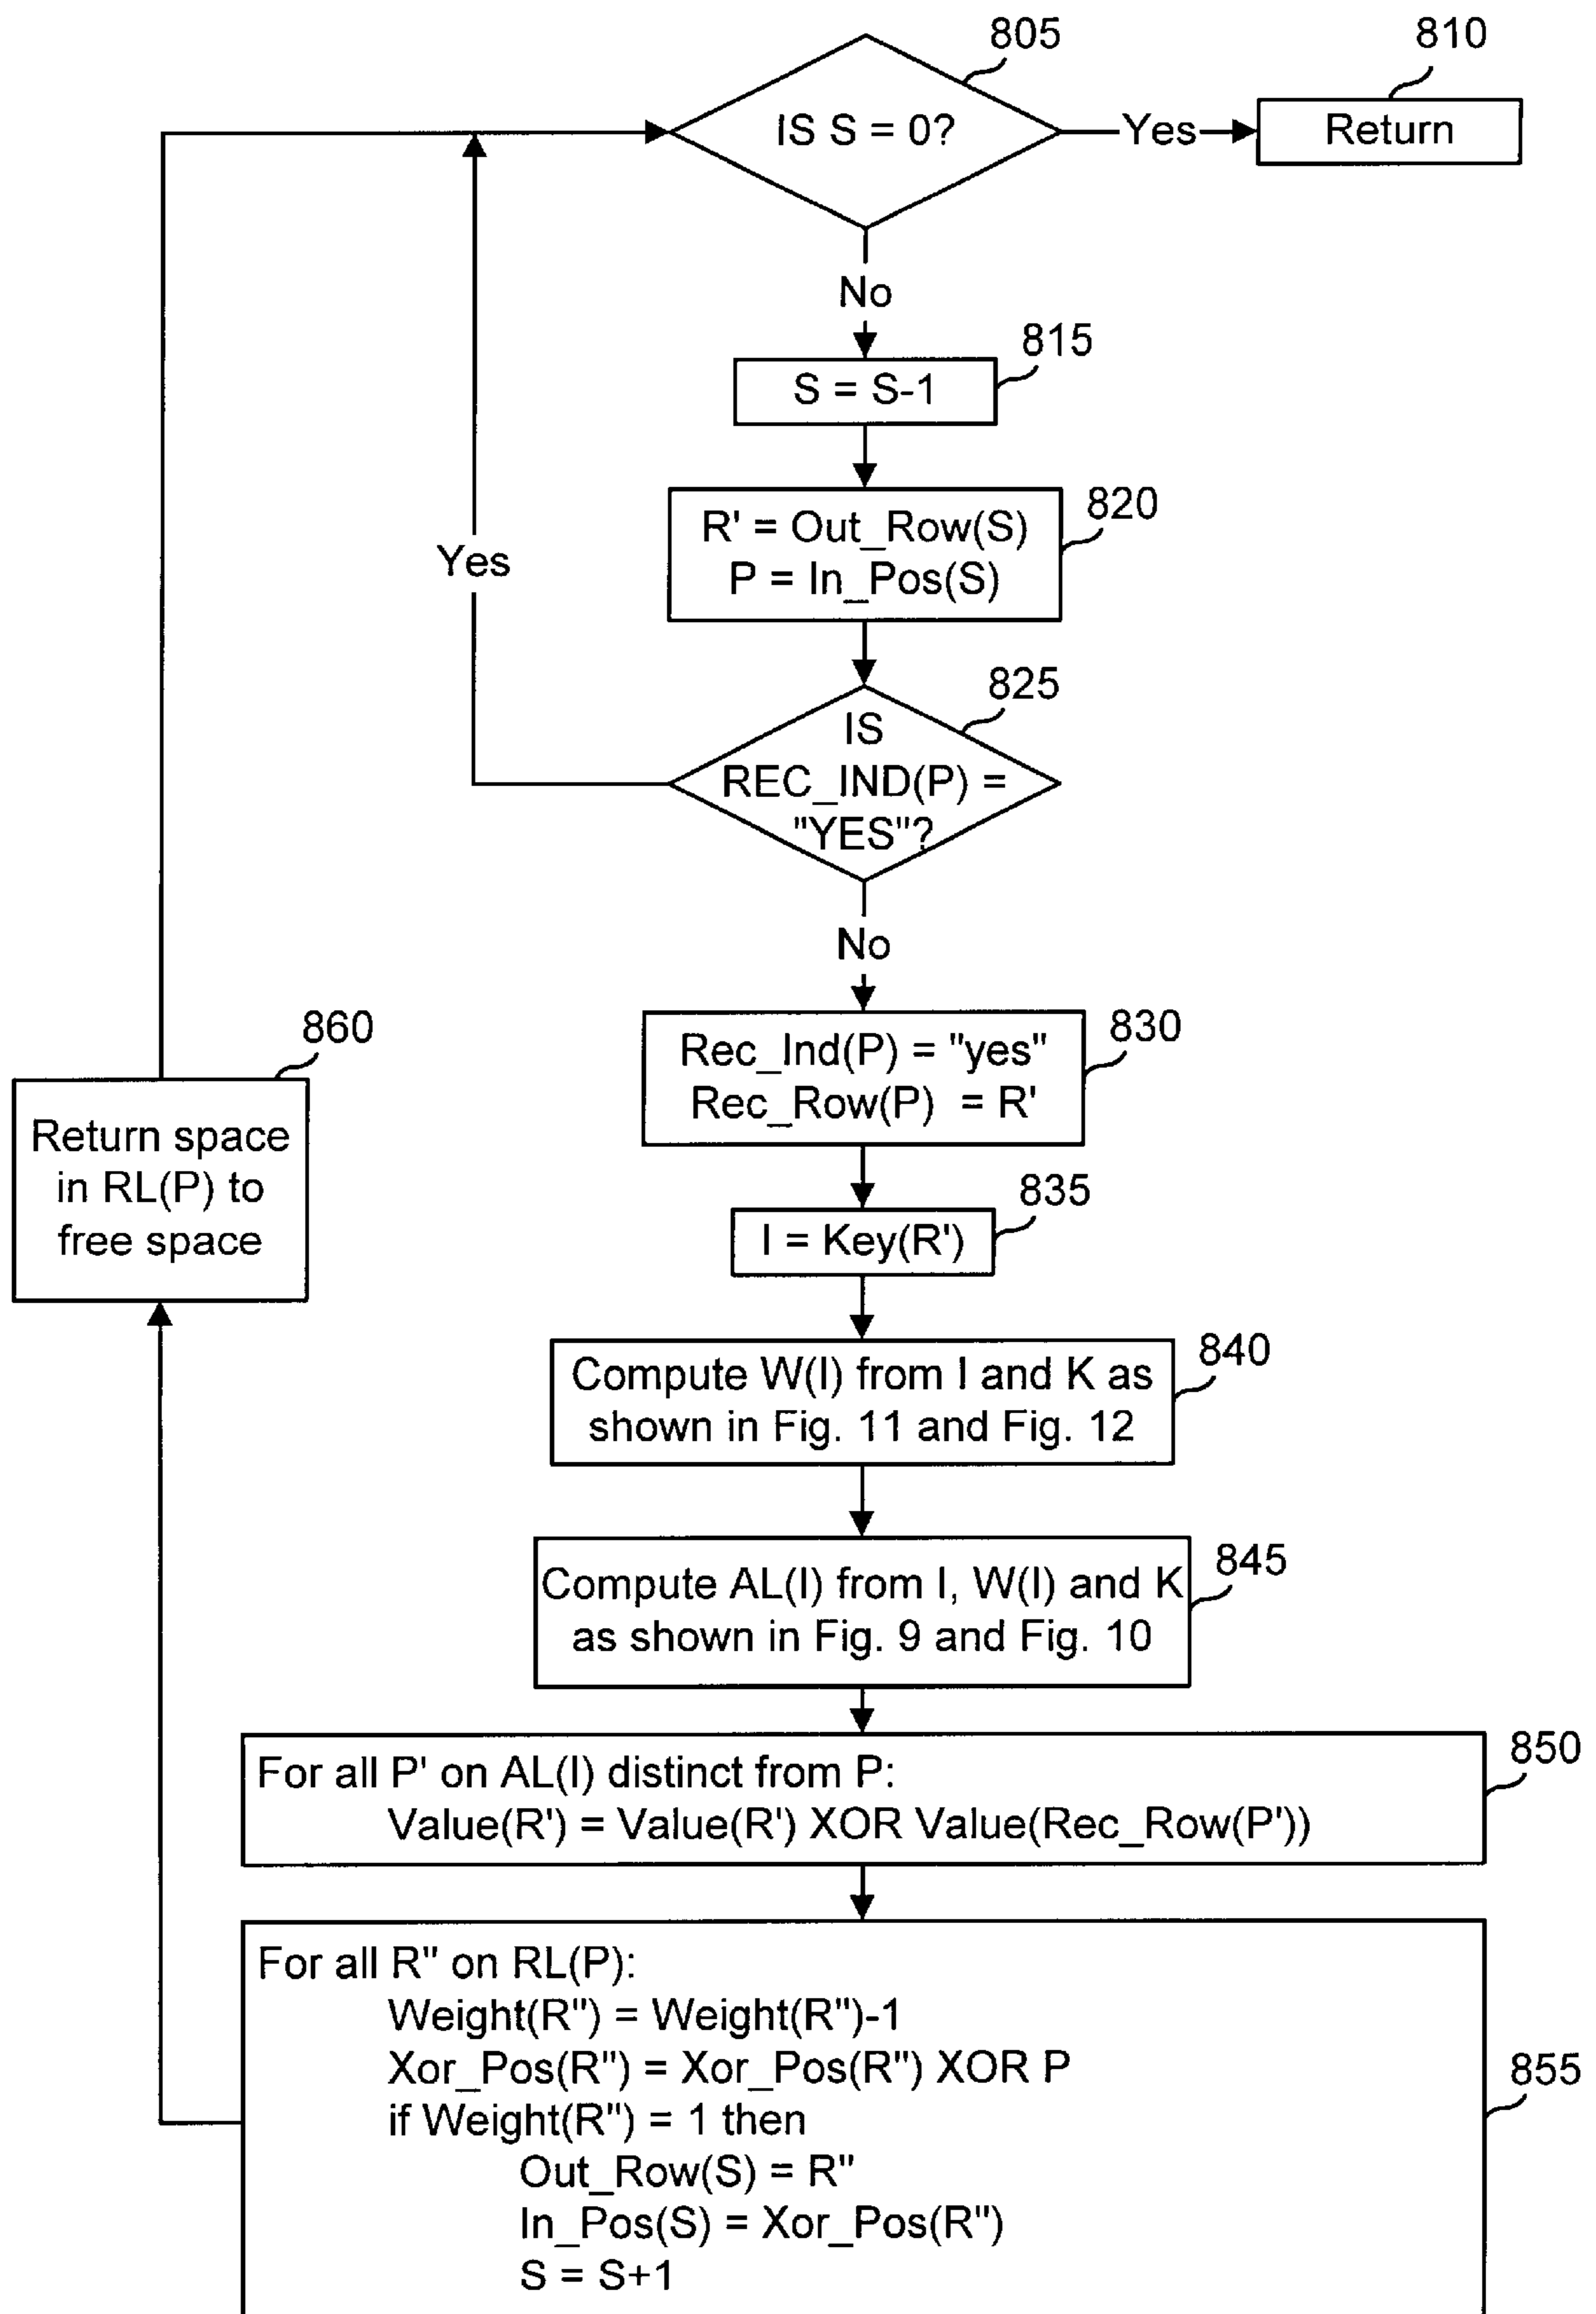 805
810
IS S = 0?
Yes
Return
No
815
S = S-1
820
R' = Out_Row(S)
P = In_Pos(S)
Yes
825
IS
REC_IND(P) =
"YES"?
No
830
Rec_Ind(P) = "yes"
Rec_Row(P) = R'
860
Return space
in RL(P) to
free space
835
I = Key(R')
840
Compute W(I) from I and K as
shown in Fig. 11 and Fig. 12
845
Compute AL(I) from I, W(I) and K
as shown in Fig. 9 and Fig. 10
850
For all P' on AL(I) distinct from P:
Value(R') = Value(R') XOR Value(Rec_Row(P'))
855
For all R" on RL(P):
Weight(R") = Weight(R")-1
Xor_Pos(R") = Xor_Pos(R") XOR P
if Weight(R") = 1 then
Out_Row(S) = R"
In_Pos(S) = Xor_Pos(R")
S = S+1